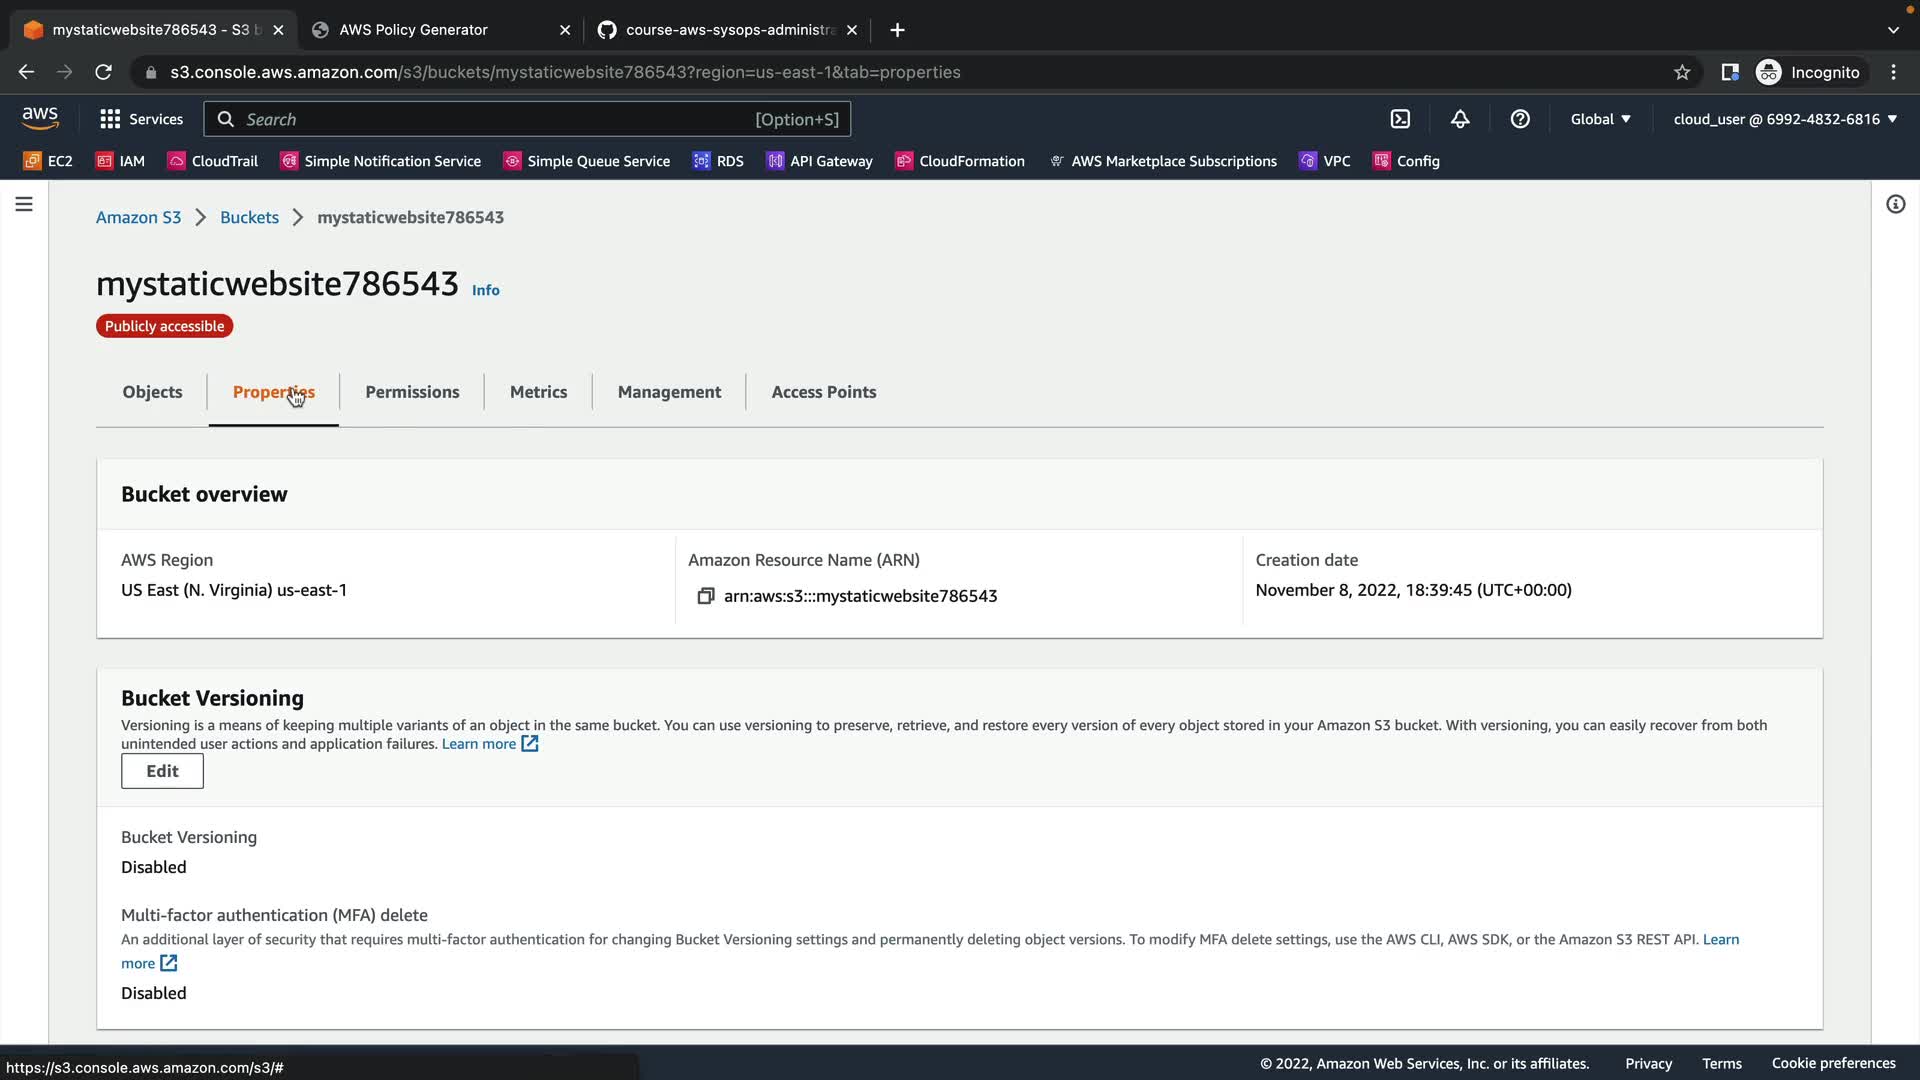 mystaticwebsite786543 - S3 b
AWS Policy Generator
course-aws-sysops-administra
s3.console.aws.amazon.com/s3/buckets/mystaticwebsite786543?region=us-east-1&tab=properties
Incognito
aws
Services
Search
[Option+S]
Global
cloud_user @ 6992-4832-6816
EC2
IAM
CloudTrail
Simple Notification Service
Simple Queue Service
RDS
API Gateway
CloudFormation
AWS Marketplace Subscriptions
VPC
Config
Amazon S3
Buckets
mystaticwebsite786543
mystaticwebsite786543 Info
Publicly accessible
Objects
Properties
Permissions
Metrics
Management
Access Points
Bucket overview
AWS Region
US East (N. Virginia) us-east-1
Amazon Resource Name (ARN)
arn:aws:s3:::mystaticwebsite786543
Creation date
November 8, 2022, 18:39:45 (UTC+00:00)
Bucket Versioning
Versioning is a means of keeping multiple variants of an object in the same bucket. You can use versioning to preserve, retrieve, and restore every version of every object stored in your Amazon S3 bucket. With versioning, you can easily recover from both
unintended user actions and application failures. Learn more
Edit
Bucket Versioning
Disabled
Multi-factor authentication (MFA) delete
An additional layer of security that requires multi-factor authentication for changing Bucket Versioning settings and permanently deleting object versions. To modify MFA delete settings, use the AWS CLI, AWS SDK, or the Amazon S3 REST API. Learn
more
Disabled
https://s3.console.aws.amazon.com/s3/#
© 2022, Amazon Web Services, Inc. or its affiliates.
Privacy
Terms
Cookie preferences